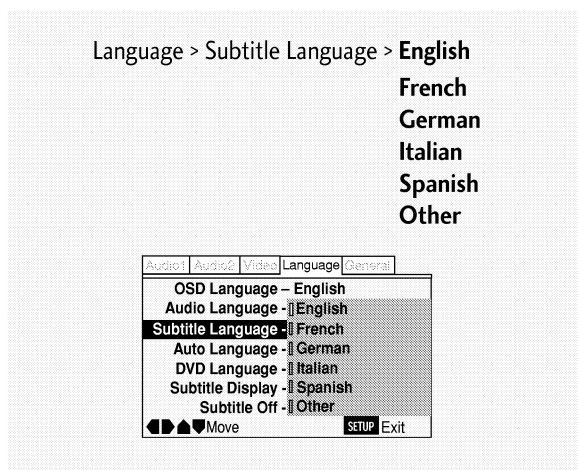 Language > Subtitle Language > English
French
German
Italian
Spanish
Other
Audio1 Audio2 Video Language General
OSD Language – English
Audio Language - English
Subtitle Language - French
Auto Language - German
DVD Language - Italian
Subtitle Display - Spanish
Subtitle Off - Other
Move SETUP Exit